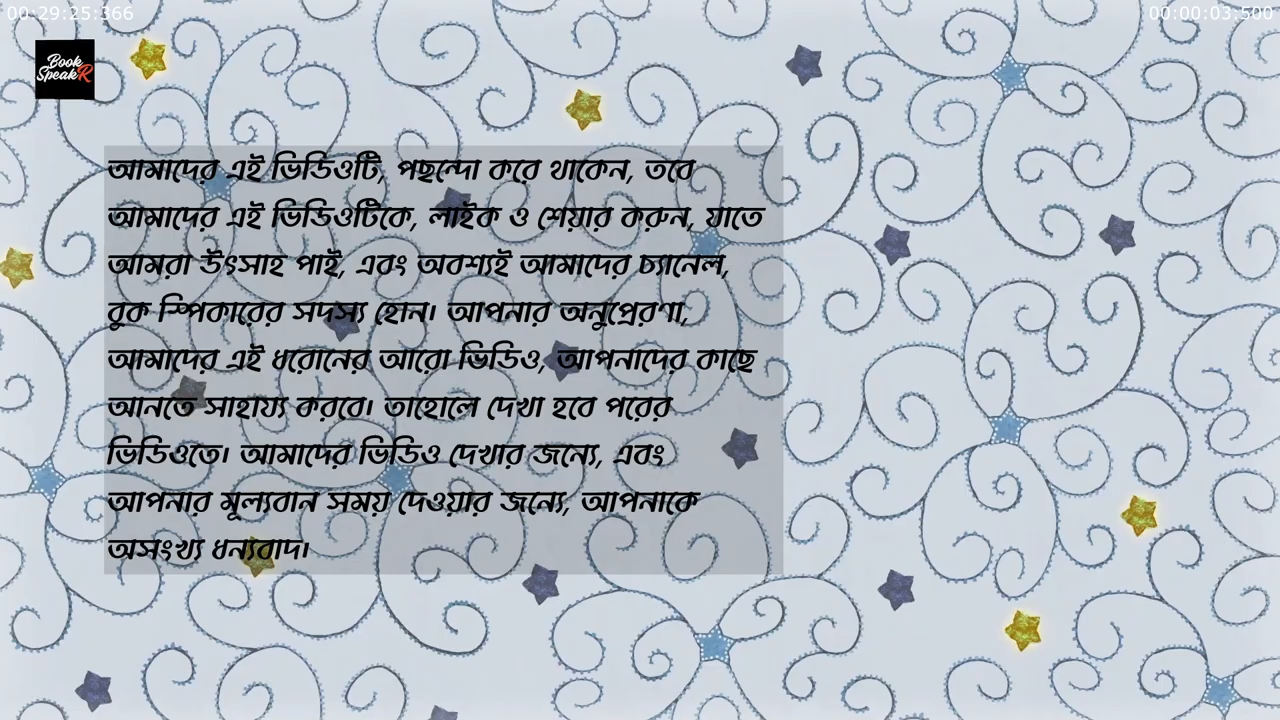 00:29:25:366
00:00:03:500
Book
SpeakR
আমাদের এই ভিডিওটি, পছন্দো করে থাকেন, তবে
আমাদের এই ভিডিওটিকে, লাইক ও শেয়ার করুন, যাতে
আমরা উৎসাহ পাই, এবং অবশ্যই আমাদের চ্যানেল,
বুক স্পিকারের সদস্য হোন। আপনার অনুপ্রেরণা,
আমাদের এই ধরোনের আরো ভিডিও, আপনাদের কাছে
আনতে সাহায্য করবে। তাহোলে দেখা হবে পরের
ভিডিওতে। আমাদের ভিডিও দেখার জন্যে, এবং
আপনার মূল্যবান সময় দেওয়ার জন্যে, আপনাকে
অসংখ্য ধন্যবাদ।